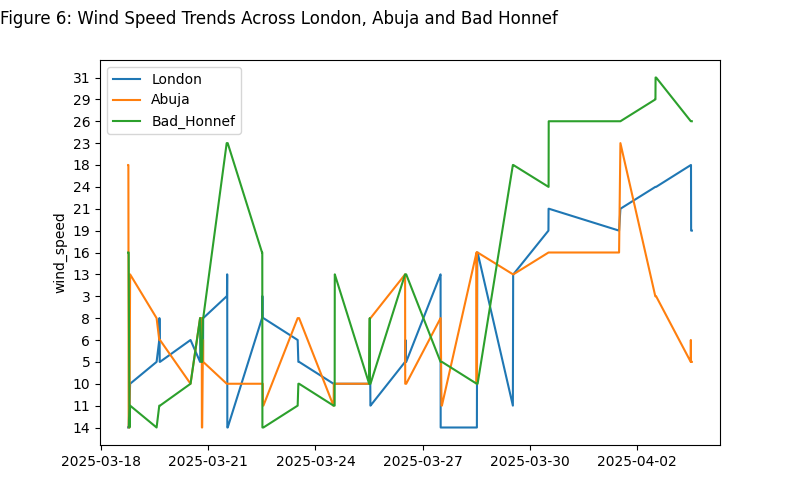 Figure 6: Wind Speed Trends Across London, Abuja and Bad Honnef
London
Abuja
Bad_Honnef
wind_speed
31
29
26
23
18
24
21
19
16
13
3
8
6
5
10
11
14
2025-03-18 2025-03-21 2025-03-24 2025-03-27 2025-03-30 2025-04-02